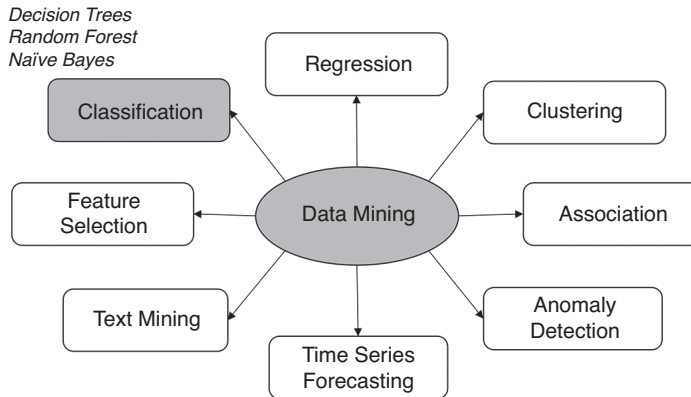 Decision Trees
Random Forest
Naïve Bayes
Regression
Classification
Clustering
Feature
Selection
Data Mining
Association
Text Mining
Anomaly
Detection
Time Series
Forecasting